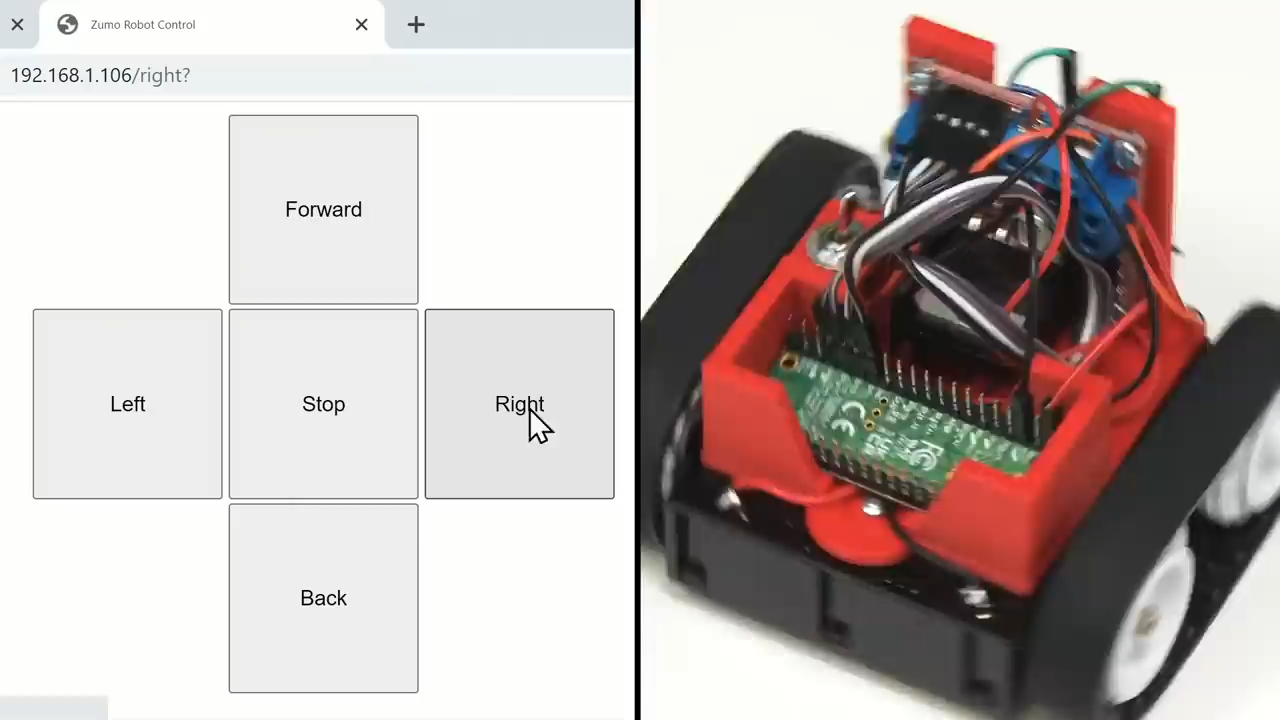 Zumo Robot Control
192.168.1.106/right?
Forward
Left
Stop
Right
Back